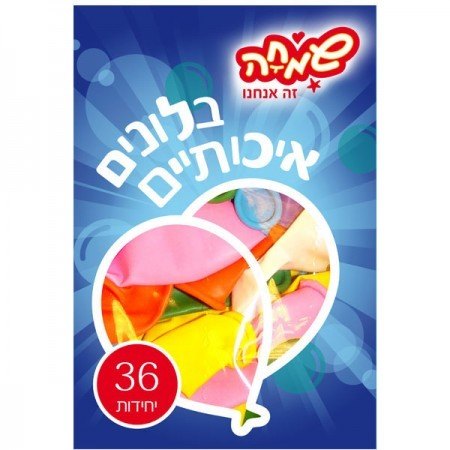 שמחה
זה אנחנו
בלונים
איכותיים
36
יחידות